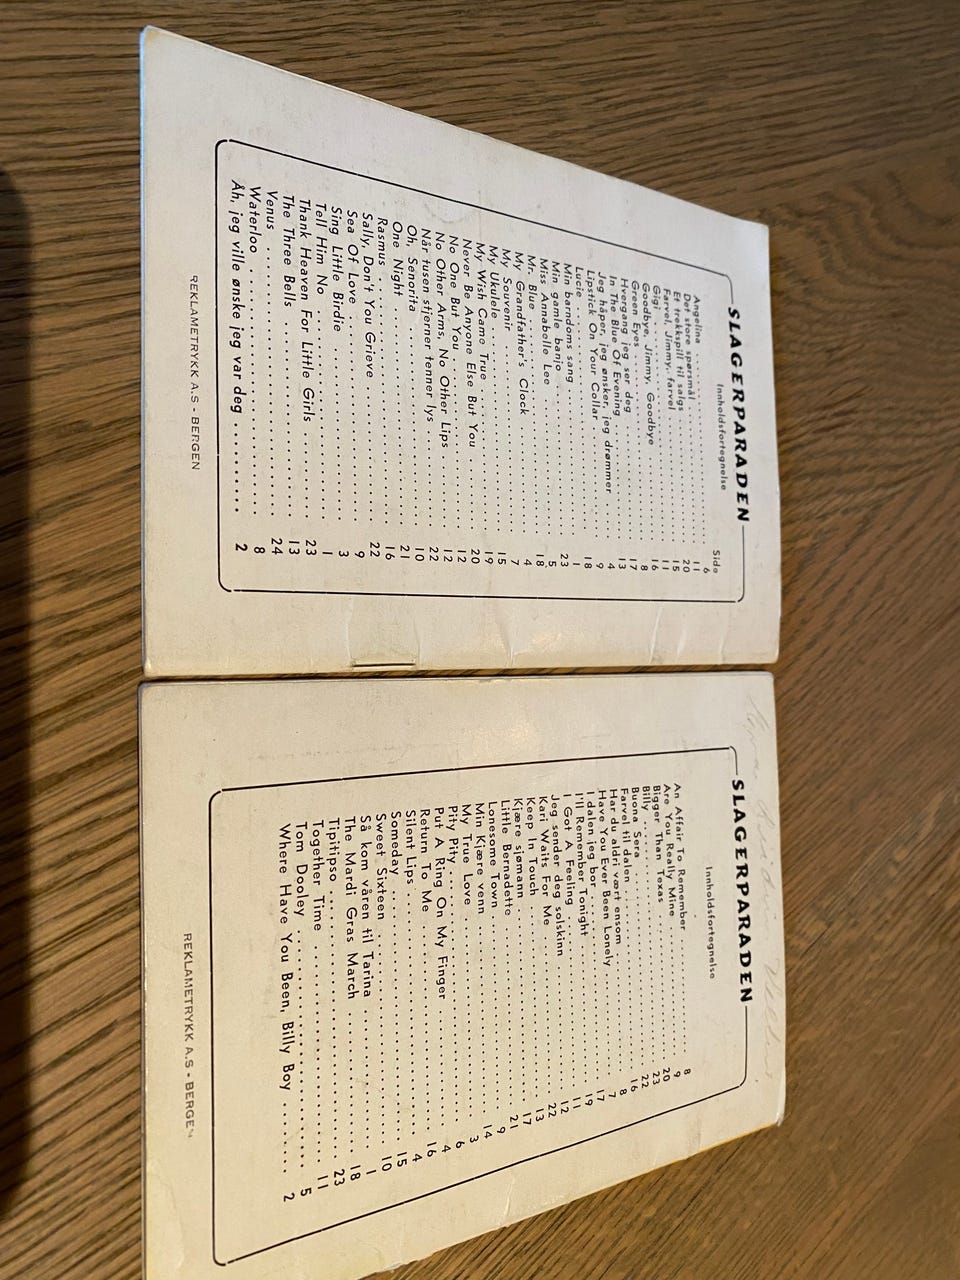 SLAGERPARADEN
Innholdsfortegnelse
Side
Angelina 6
Det store spørsmål 11
Et trekkspill til salgs 20
Farvel, Jimmy, farvel 15
Gigi 11
Goodbye, Jimmy, Goodbye 16
Green Eyes 8
Hvergang jeg ser deg 17
In The Blue Of Evening 13
Jeg håper, jeg ønsker, jeg drømmer 4
Lipstick On Your Collar 9
Lucie 18
Min barndoms sang 1
Min gamle banjo 23
Miss Annabelle Lee 5
Mr. Blue 18
My Grandfather's Clock 4
My Souvenir 7
My Ukulele 15
My Wish Came True 19
Never Be Anyone Else But You 20
No One But You 12
No Other Arms, No Other Lips 12
Når tusen stjerner tenner lys 10
Oh, Senorita 22
One Night 21
Rasmus 16
Sally, Don't You Grieve 22
Sea Of Love 9
Sing Little Birdie 3
Tell Him No 1
Thank Heaven For Little Girls 23
The Three Bells 13
Venus 24
Waterloo 8
Åh, jeg ville ønske jeg var deg 2
REKLAMETRYKK A.S - BERGEN
SLAGERPARADEN
Innholdsfortegnelse
An Affair To Remember 8
Are You Really Mine 9
Bigger Than Texas 20
Billy 23
Buona Sera 22
Farvel til dalen 16
Har du aldri vært ensom 8
Have You Ever Been Lonely 7
I dalen jeg bor 17
I'll Remember Tonight 19
I Got A Feeling 11
Jeg sender deg solskinn 12
Kari Waits For Me 22
Keep In Touch 13
Kjære sjømann 17
Little Bernadette 21
Lonesome Town 9
Min Kjære venn 14
My True Love 3
Pity Pity 6
Put A Ring On My Finger 4
Return To Me 16
Silent Lips 4
Someday 15
Sweet Sixteen 10
Så kom våren til Tarina 1
The Mardi Gras March 18
Tipitipso 23
Together Time 11
Tom Dooley 5
Where Have You Been, Billy Boy 2
REKLAMETRYKK A.S - BERGEN